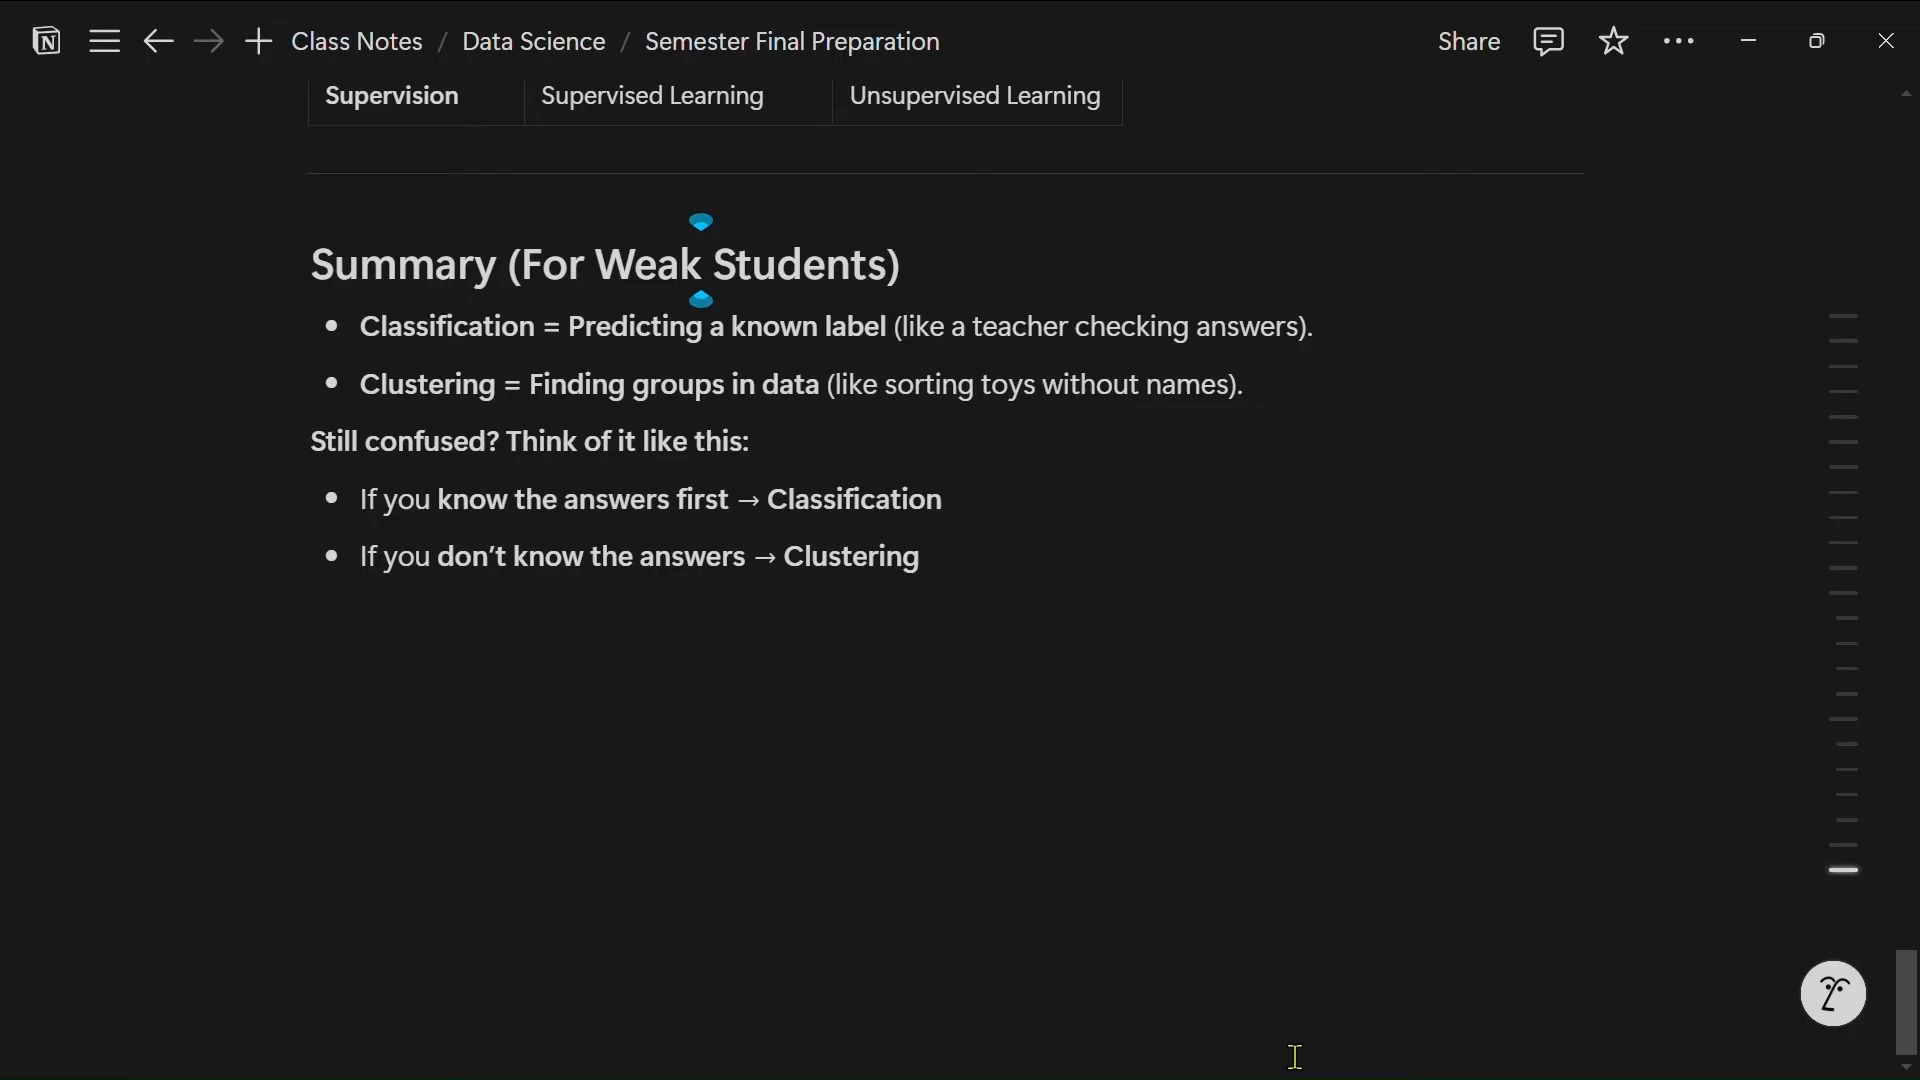 Class Notes / Data Science / Semester Final Preparation
Share
Supervision Supervised Learning Unsupervised Learning
Summary (For Weak Students)
• Classification = Predicting a known label (like a teacher checking answers).
• Clustering = Finding groups in data (like sorting toys without names).
Still confused? Think of it like this:
• If you know the answers first → Classification
• If you don’t know the answers → Clustering